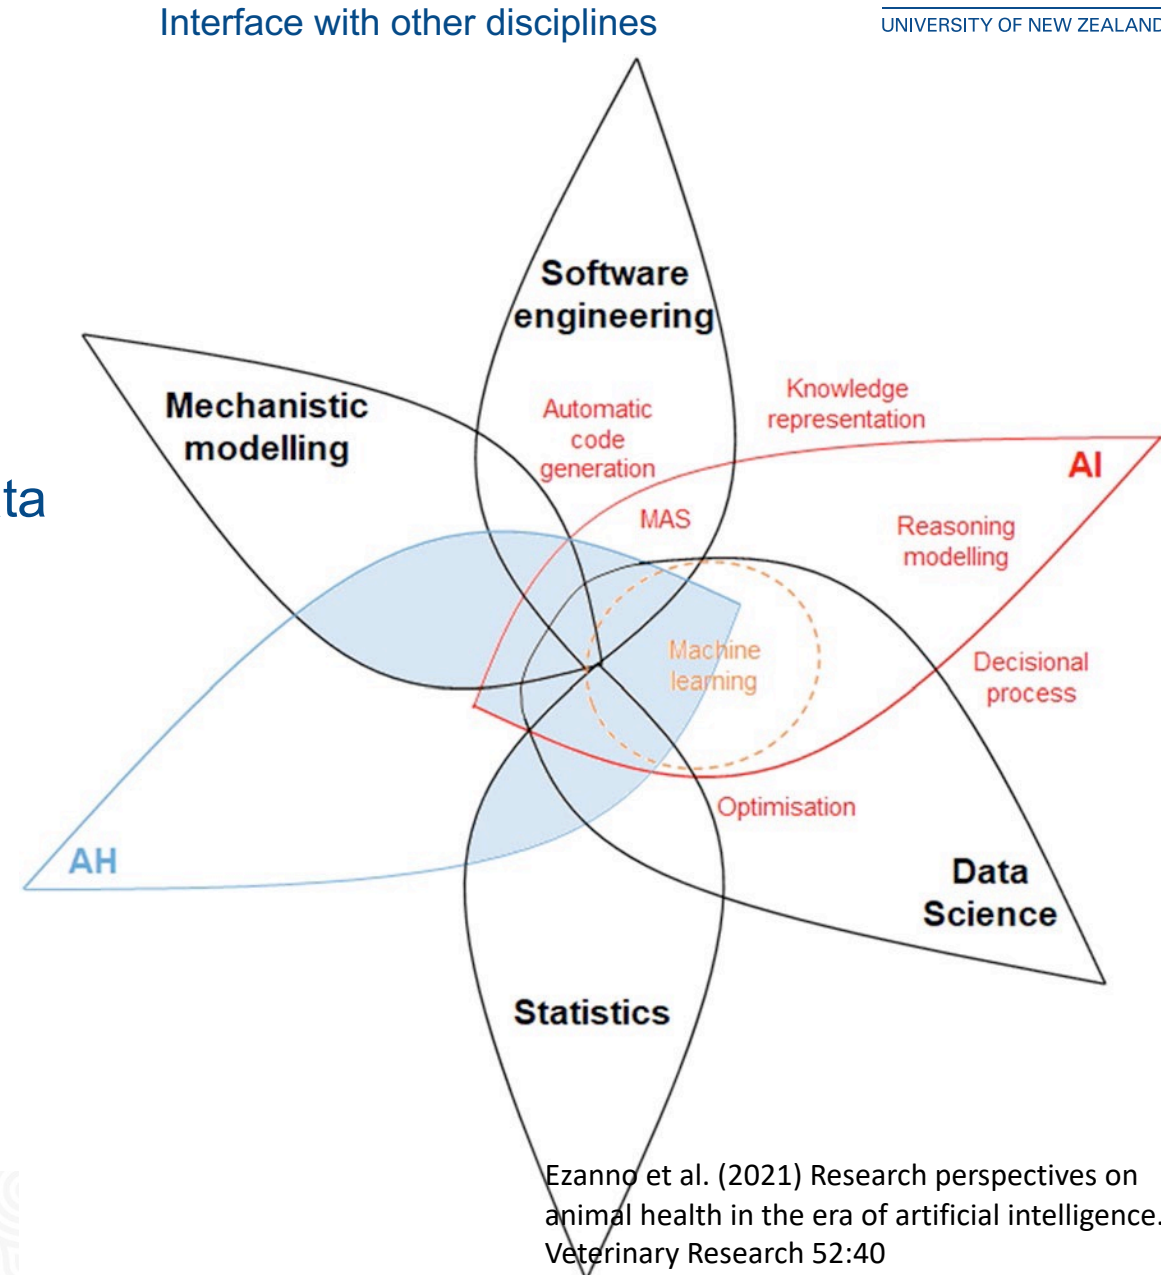 Interface with other disciplines
UNIVERSITY OF NEW ZEALAND
Software
engineering
Mechanistic
modelling
Automatic
code
generation
Knowledge
representation
AI
ta
MAS
Reasoning
modelling
Machine
learning
Decisional
process
Optimisation
AH
Data
Science
Statistics
Ezanno et al. (2021) Research perspectives on
animal health in the era of artificial intelligence.
Veterinary Research 52:40